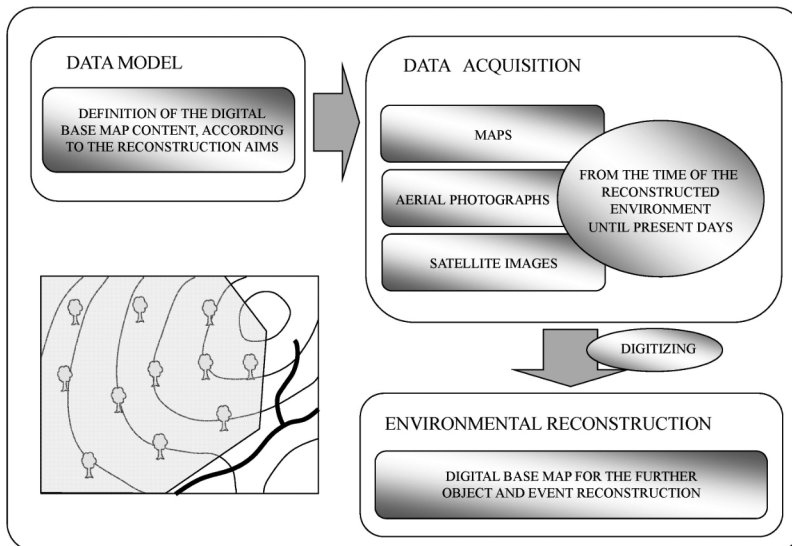 DATA MODEL
DEFINITION OF THE DIGITAL
BASE MAP CONTENT, ACCORDING
TO THE RECONSTRUCTION AIMS
DATA ACQUISITION
MAPS
AERIAL PHOTOGRAPHS
SATELLITE IMAGES
FROM THE TIME OF THE
RECONSTRUCTED
ENVIRONMENT
UNTIL PRESENT DAYS
DIGITIZING
ENVIRONMENTAL RECONSTRUCTION
DIGITAL BASE MAP FOR THE FURTHER
OBJECT AND EVENT RECONSTRUCTION